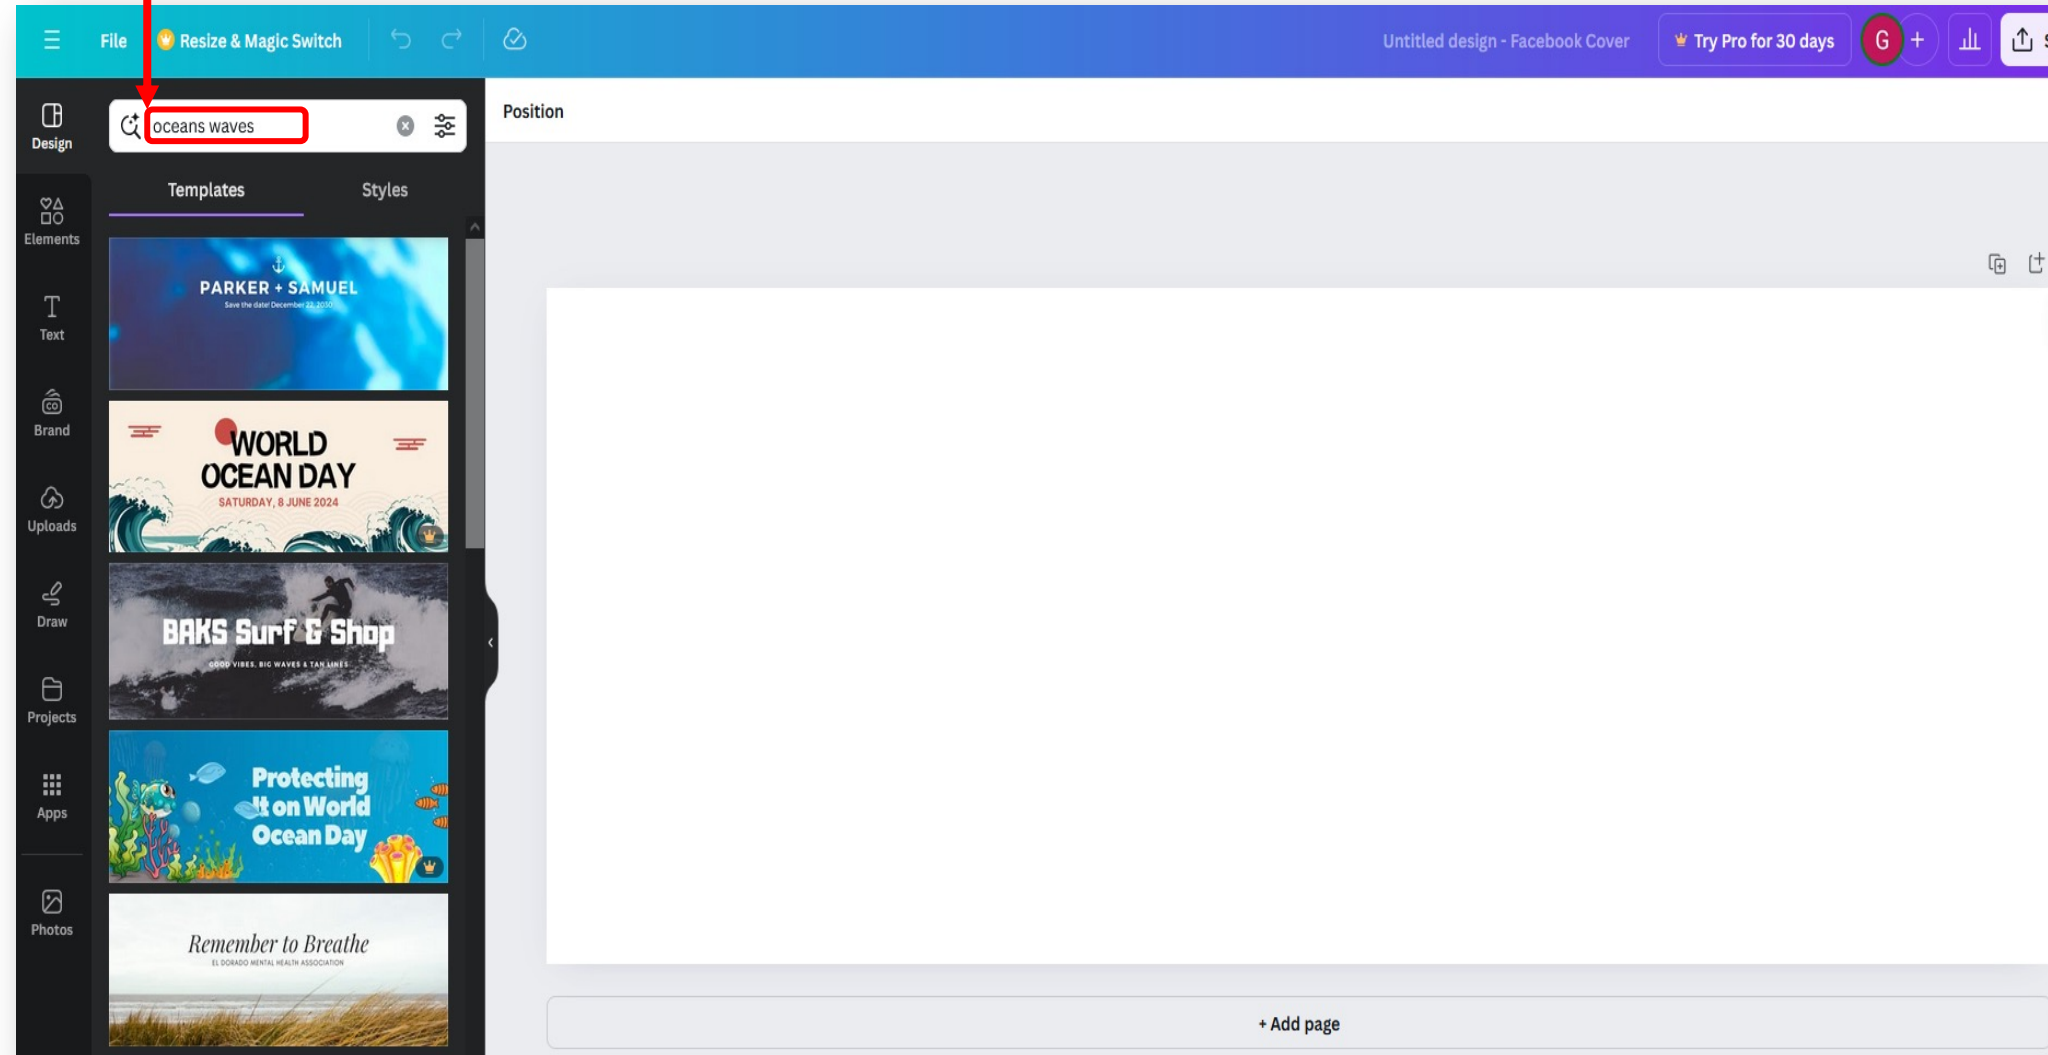 File
Resize & Magic Switch
Untitled design - Facebook Cover
Try Pro for 30 days
G
+
Design
oceans waves
Position
Templates
Styles
Elements
PARKER + SAMUEL
Save the date! December 22, 2030
Text
Brand
CO
WORLD
OCEAN DAY
SATURDAY, 8 JUNE 2024
Uploads
Draw
BAKS Surf & Shop
GOOD VIBES, BIG WAVES & TAN LINES
Projects
Protecting
It on World
Ocean Day
Apps
Photos
Remember to Breathe
EL DORADO MENTAL HEALTH ASSOCIATION
+ Add page